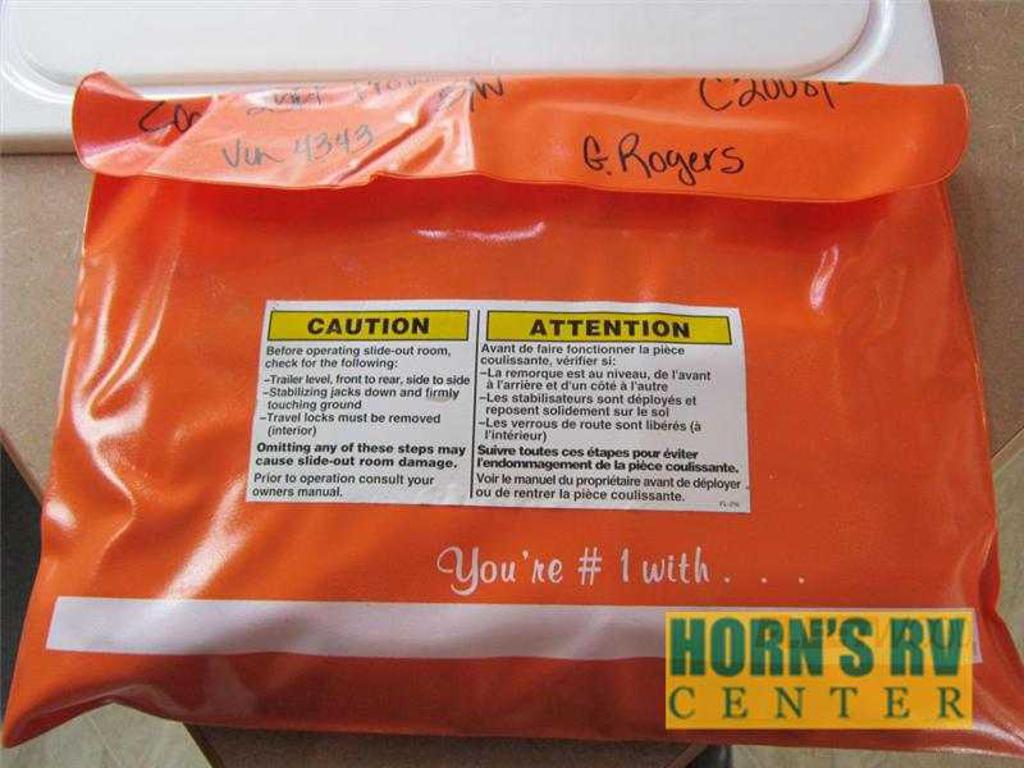 C2008
Vin 4343
G. Rogers
CAUTION
Before operating slide-out room,
check for the following:
-Trailer level, front to rear, side to side
-Stabilizing jacks down and firmly
touching ground
-Travel locks must be removed
(interior)
Omitting any of these steps may
cause slide-out room damage.
Prior to operation consult your
owners manual.
ATTENTION
Avant de faire fonctionner la pièce
coulissante, vérifier si:
-La remorque est au niveau, de l'avant
à l'arrière et d'un côté à l'autre
-Les stabilisateurs sont déployés et
reposent solidement sur le sol
-Les verrous de route sont libérés (à
l'intérieur)
Suivre toutes ces étapes pour éviter
l'endommagement de la pièce coulissante.
Voir le manuel du propriétaire avant de déployer
ou de rentrer la pièce coulissante.
You're # 1 with . . .
HORN'S RV
CENTER